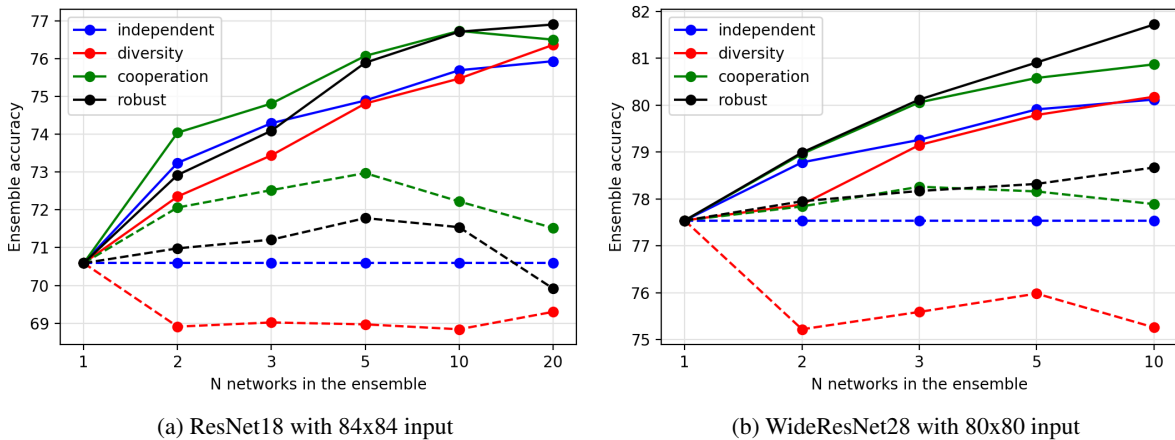 77
76
75
74
73
72
71
70
69
Ensemble accuracy
independent
diversity
cooperation
robust
1
2
3
5
10
20
N networks in the ensemble
(a) ResNet18 with 84x84 input
82
81
80
79
78
77
76
75
Ensemble accuracy
independent
diversity
cooperation
robust
1
2
3
5
10
N networks in the ensemble
(b) WideResNet28 with 80x80 input